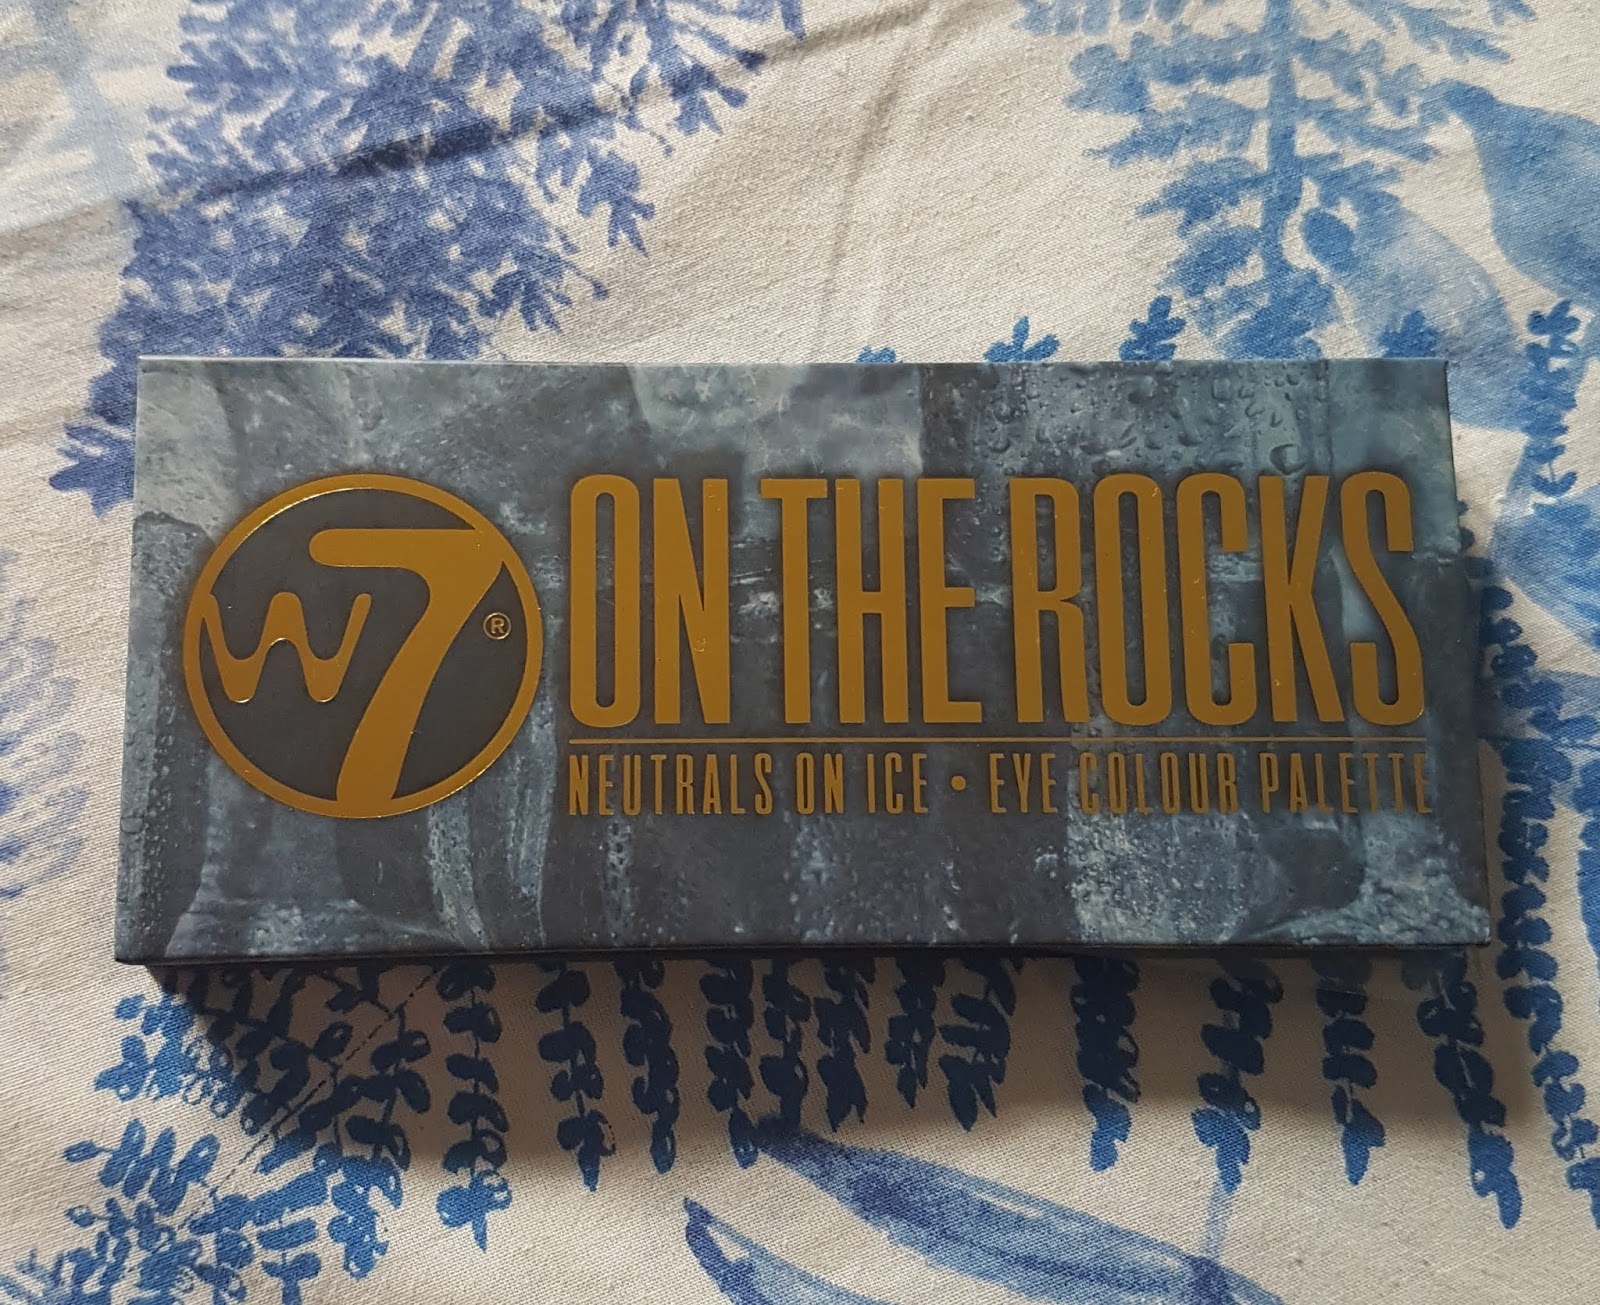 W7®
ON THE ROCKS
NEUTRALS ON ICE • EYE COLOUR PALETTE